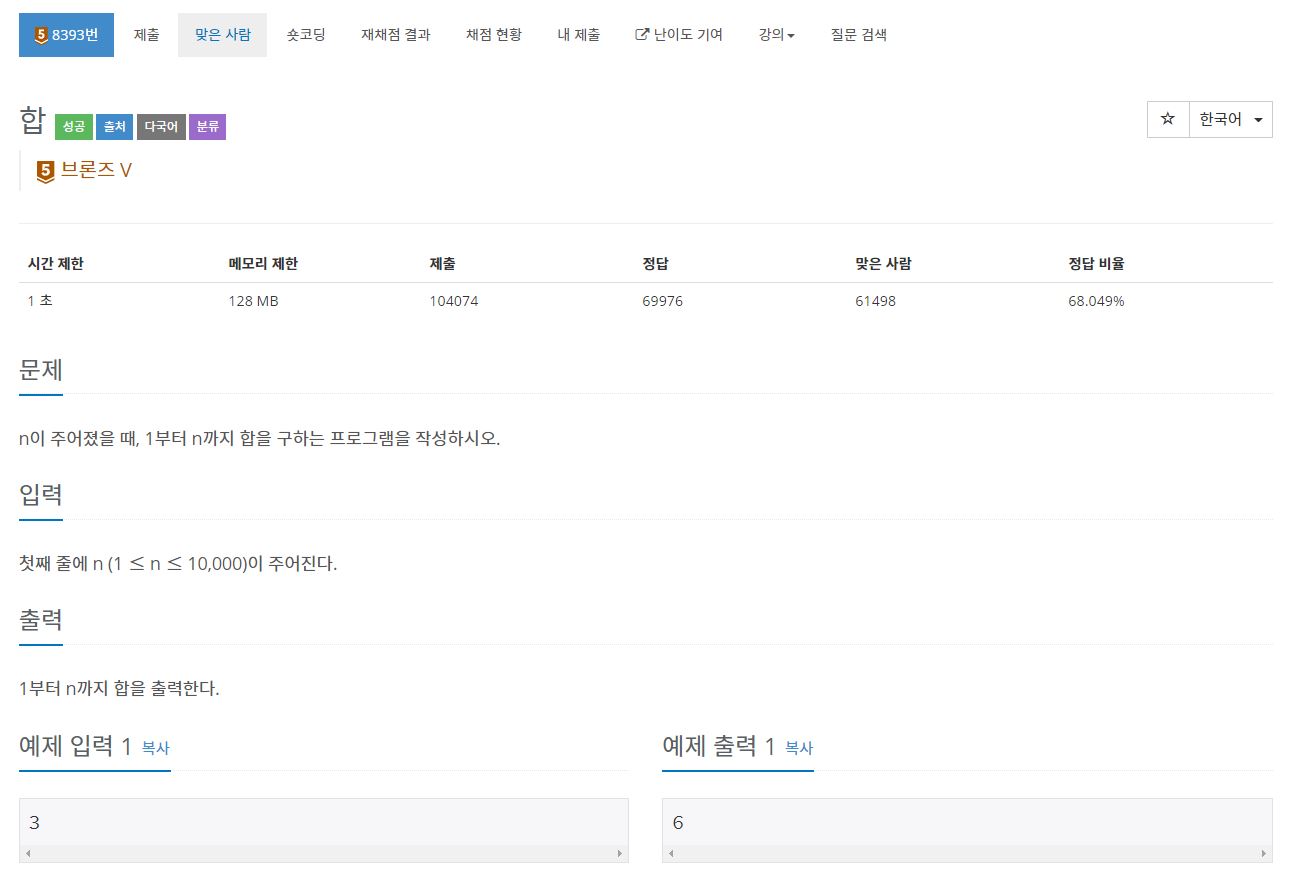 5 8393번 제출 맞은 사람 숏코딩 재채점 결과 채점 현황 내 제출 난이도 기여 강의 질문 검색
합 성공 출처 다국어 분류 ☆ 한국어
5 브론즈 V
시간 제한 메모리 제한 제출 정답 맞은 사람 정답 비율
1 초 128 MB 104074 69976 61498 68.049%
문제
n이 주어졌을 때, 1부터 n까지 합을 구하는 프로그램을 작성하시오.
입력
첫째 줄에 n (1 ≤ n ≤ 10,000)이 주어진다.
출력
1부터 n까지 합을 출력한다.
예제 입력 1 복사 예제 출력 1 복사
3 6